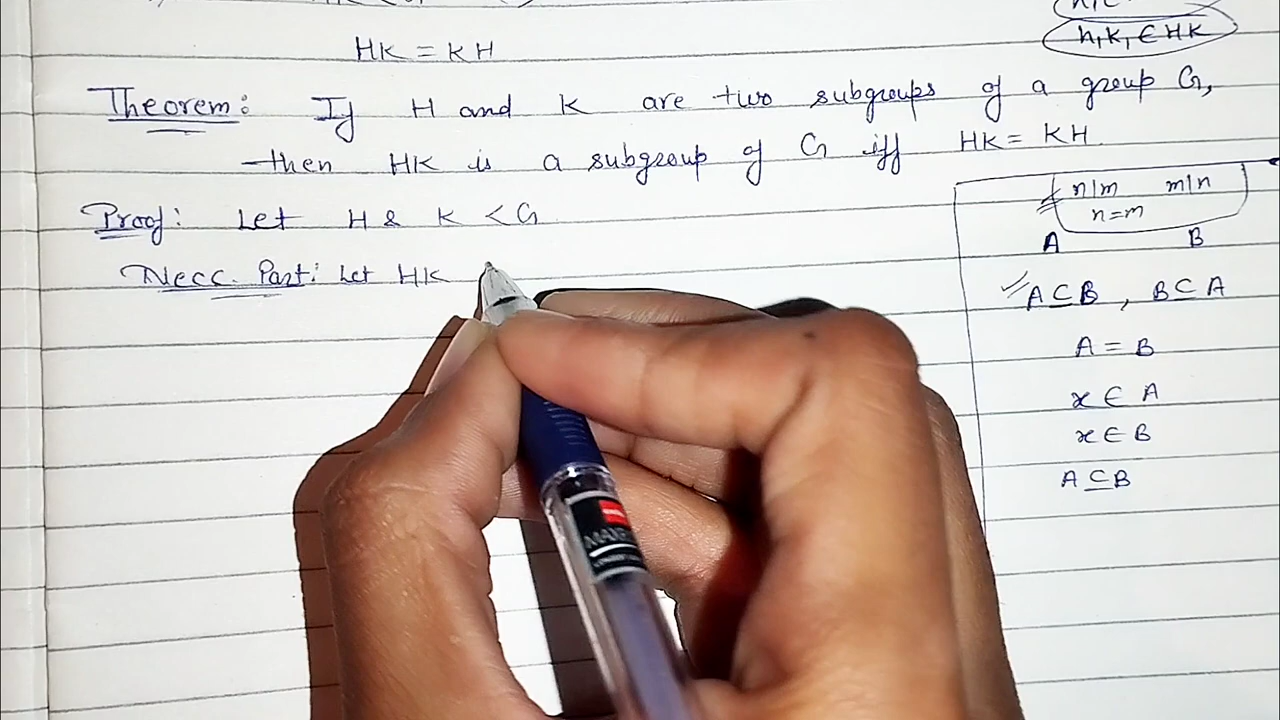 HK = KH
h₁k₁ ∈ HK
Theorem: If H and K are two subgroups of a group G,
then HK is a subgroup of G iff HK = KH.
Proof: Let H & K < G
Necc. Part: Let HK
n|m m|n
n=m
A B
A ⊆ B , B ⊆ A
A = B
x ∈ A
x ∈ B
A ⊆ B